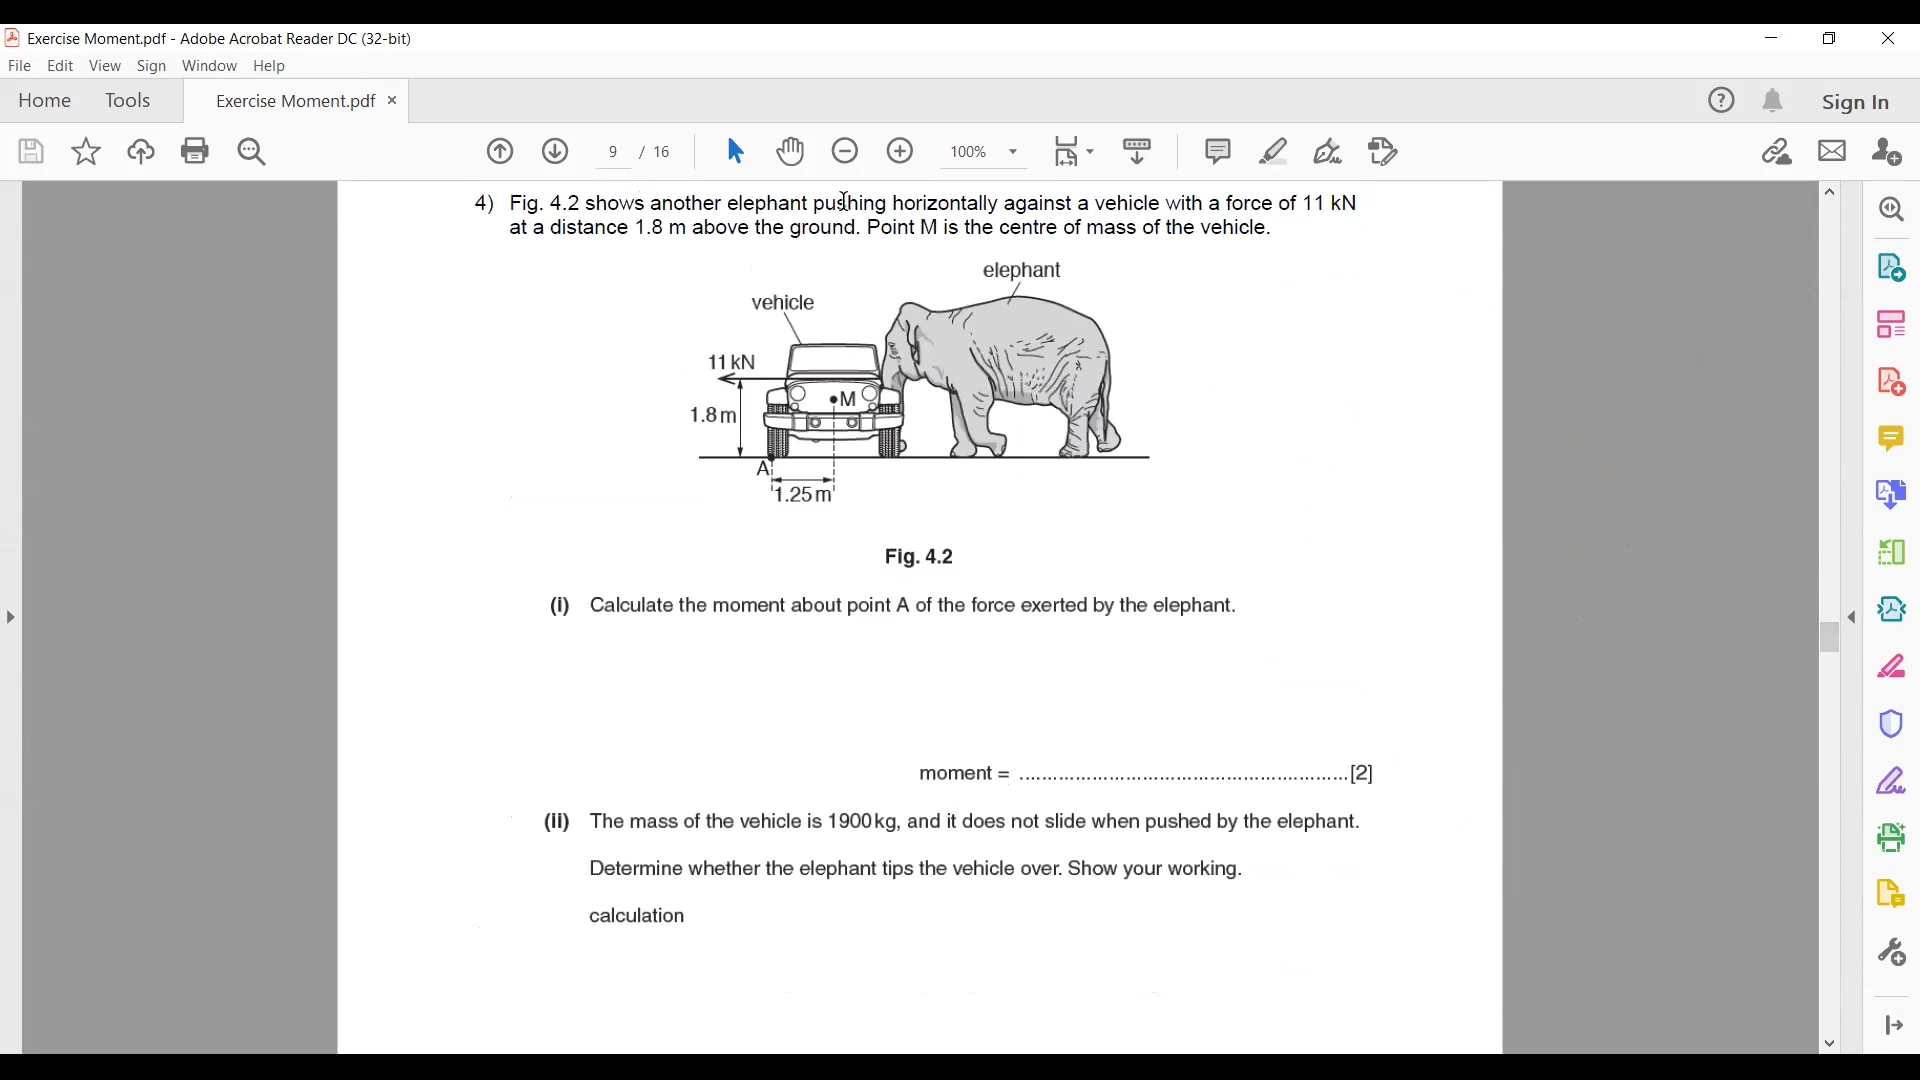 Exercise Moment.pdf - Adobe Acrobat Reader DC (32-bit)
File Edit View Sign Window Help
Home Tools Exercise Moment.pdf × Sign In
9 / 16 100%
4) Fig. 4.2 shows another elephant pushing horizontally against a vehicle with a force of 11 kN
at a distance 1.8 m above the ground. Point M is the centre of mass of the vehicle.
elephant
vehicle
11 kN
M
1.8 m
A
1.25 m
Fig. 4.2
(i) Calculate the moment about point A of the force exerted by the elephant.
moment = ..........................................................[2]
(ii) The mass of the vehicle is 1900 kg, and it does not slide when pushed by the elephant.
Determine whether the elephant tips the vehicle over. Show your working.
calculation